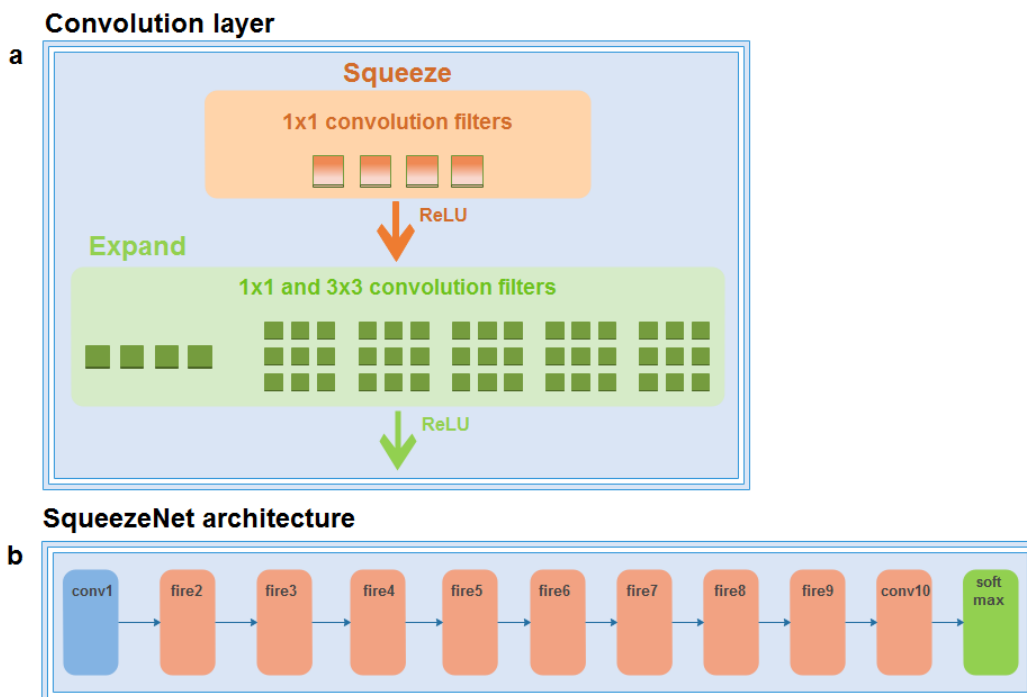 Convolution layer
a
Squeeze
1x1 convolution filters
ReLU
Expand
1x1 and 3x3 convolution filters
ReLU
SqueezeNet architecture
b
conv1
fire2
fire3
fire4
fire5
fire6
fire7
fire8
fire9
conv10
soft
max